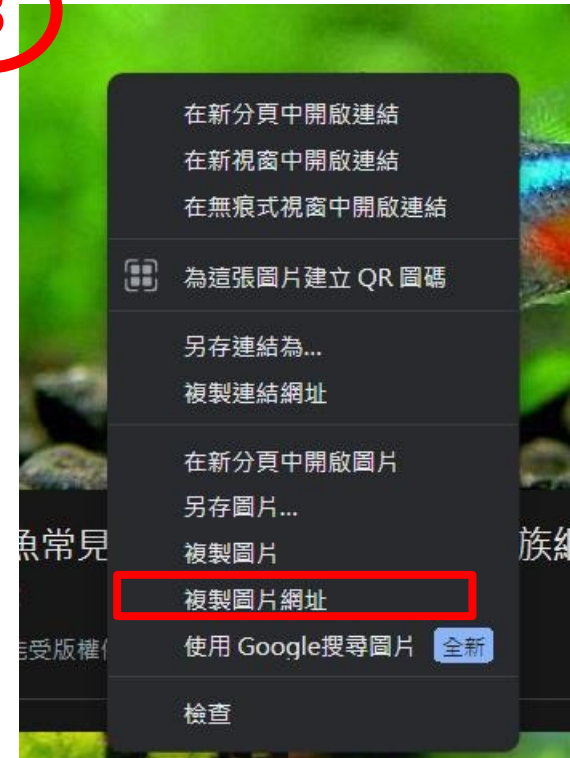 3
在新分頁中開啟連結
在新視窗中開啟連結
在無痕式視窗中開啟連結
為這張圖片建立 QR 圖碼
另存連結為...
複製連結網址
在新分頁中開啟圖片
另存圖片...
魚常見
複製圖片
族
複製圖片網址
受版權
使用 Google搜尋圖片 全新
檢查